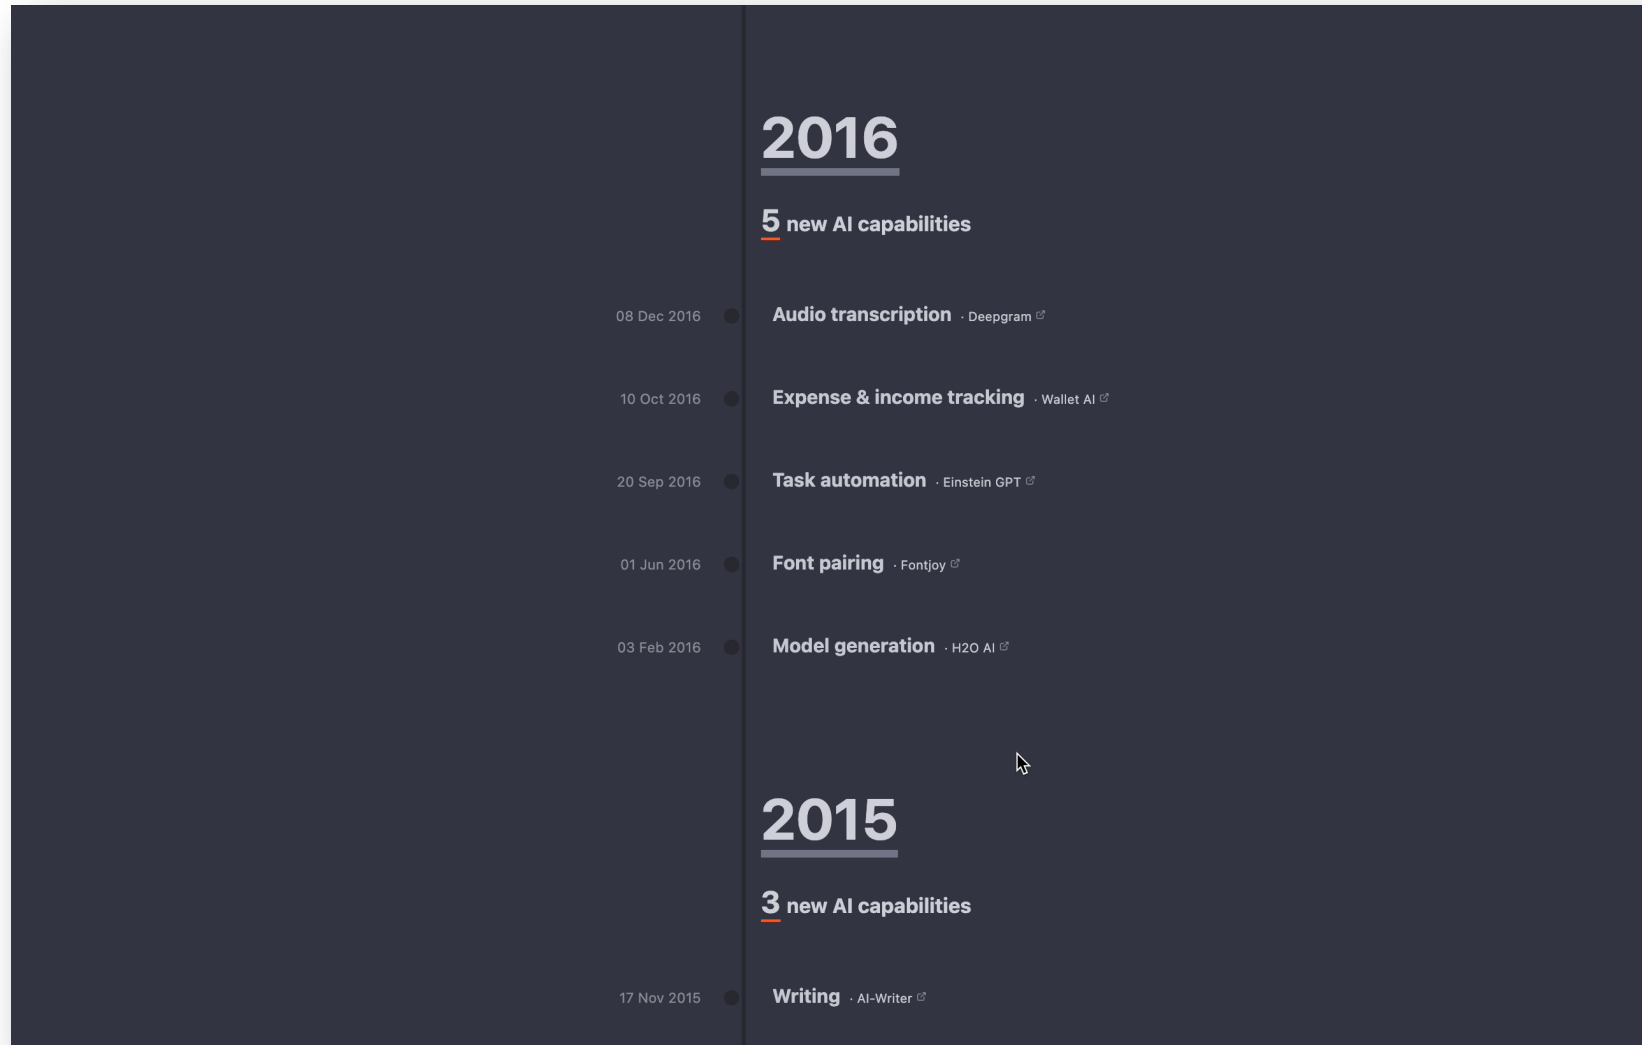 2016
5 new AI capabilities
08 Dec 2016 Audio transcription · Deepgram
10 Oct 2016 Expense & income tracking · Wallet AI
20 Sep 2016 Task automation · Einstein GPT
01 Jun 2016 Font pairing · Fontjoy
03 Feb 2016 Model generation · H2O AI
2015
3 new AI capabilities
17 Nov 2015 Writing · AI-Writer